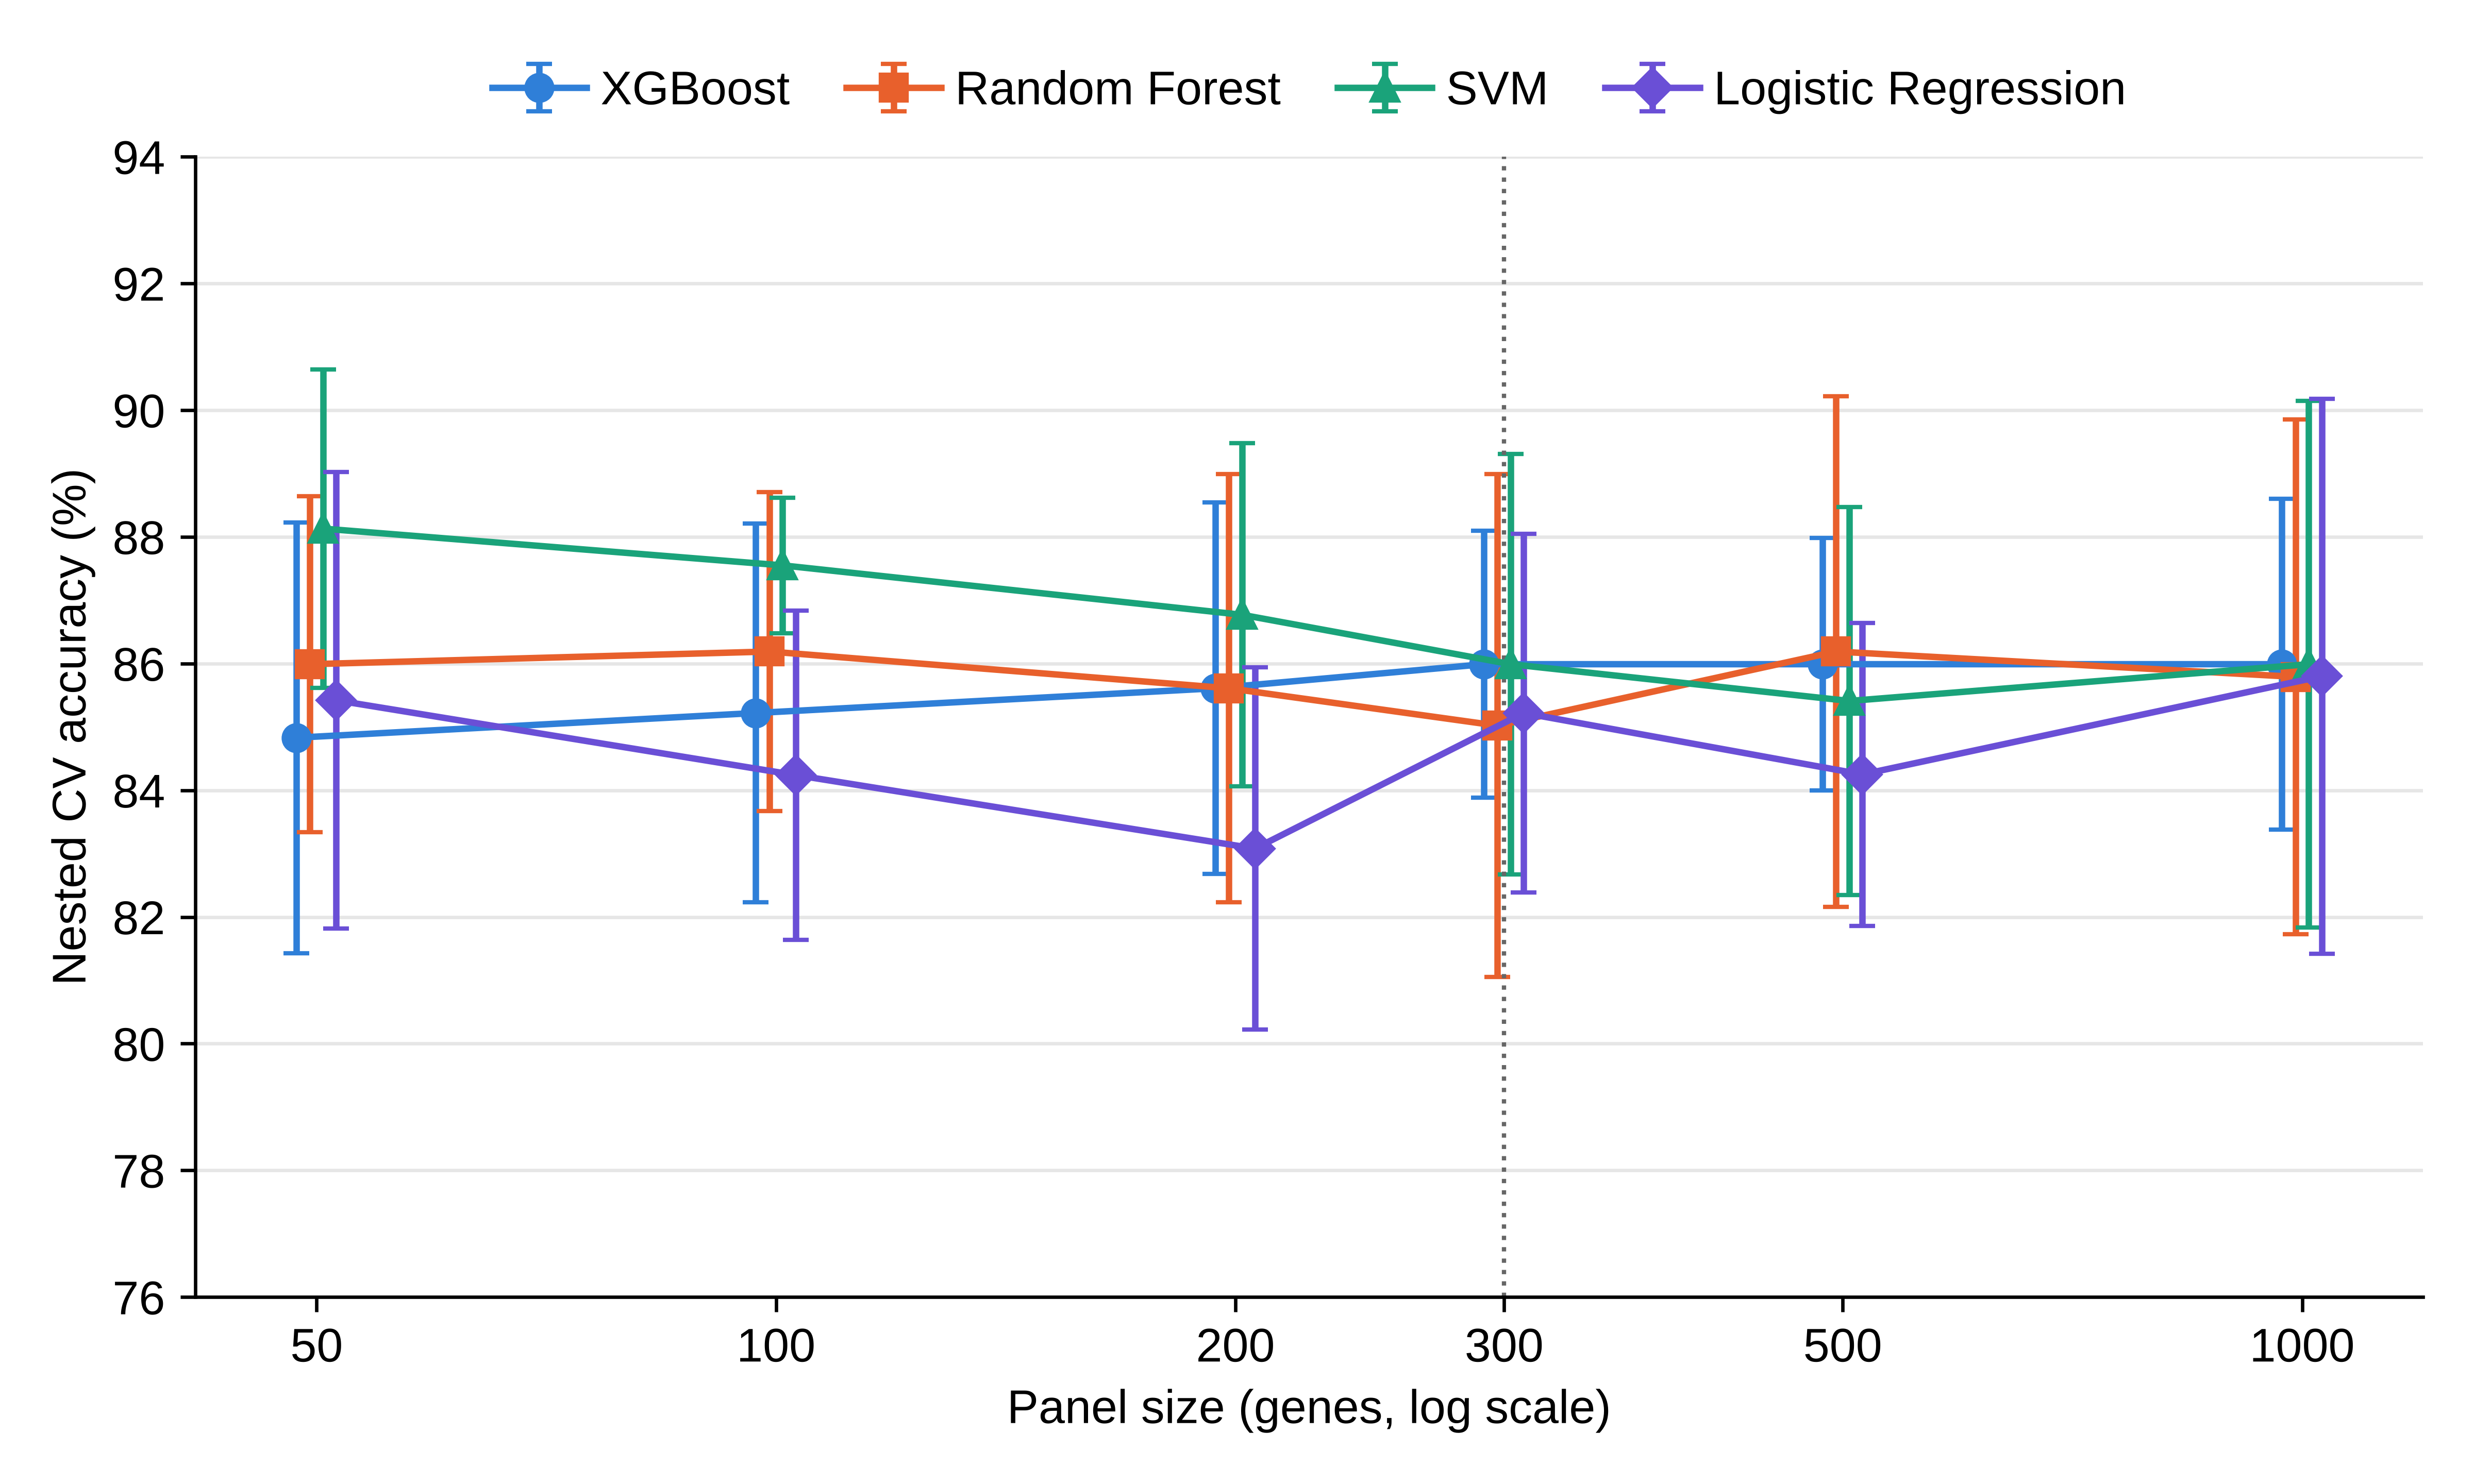 XGBoost Random Forest SVM Logistic Regression
94
92
90
88
86
84
82
80
78
76
Nested CV accuracy (%)
50 100 200 300 500 1000
Panel size (genes, log scale)